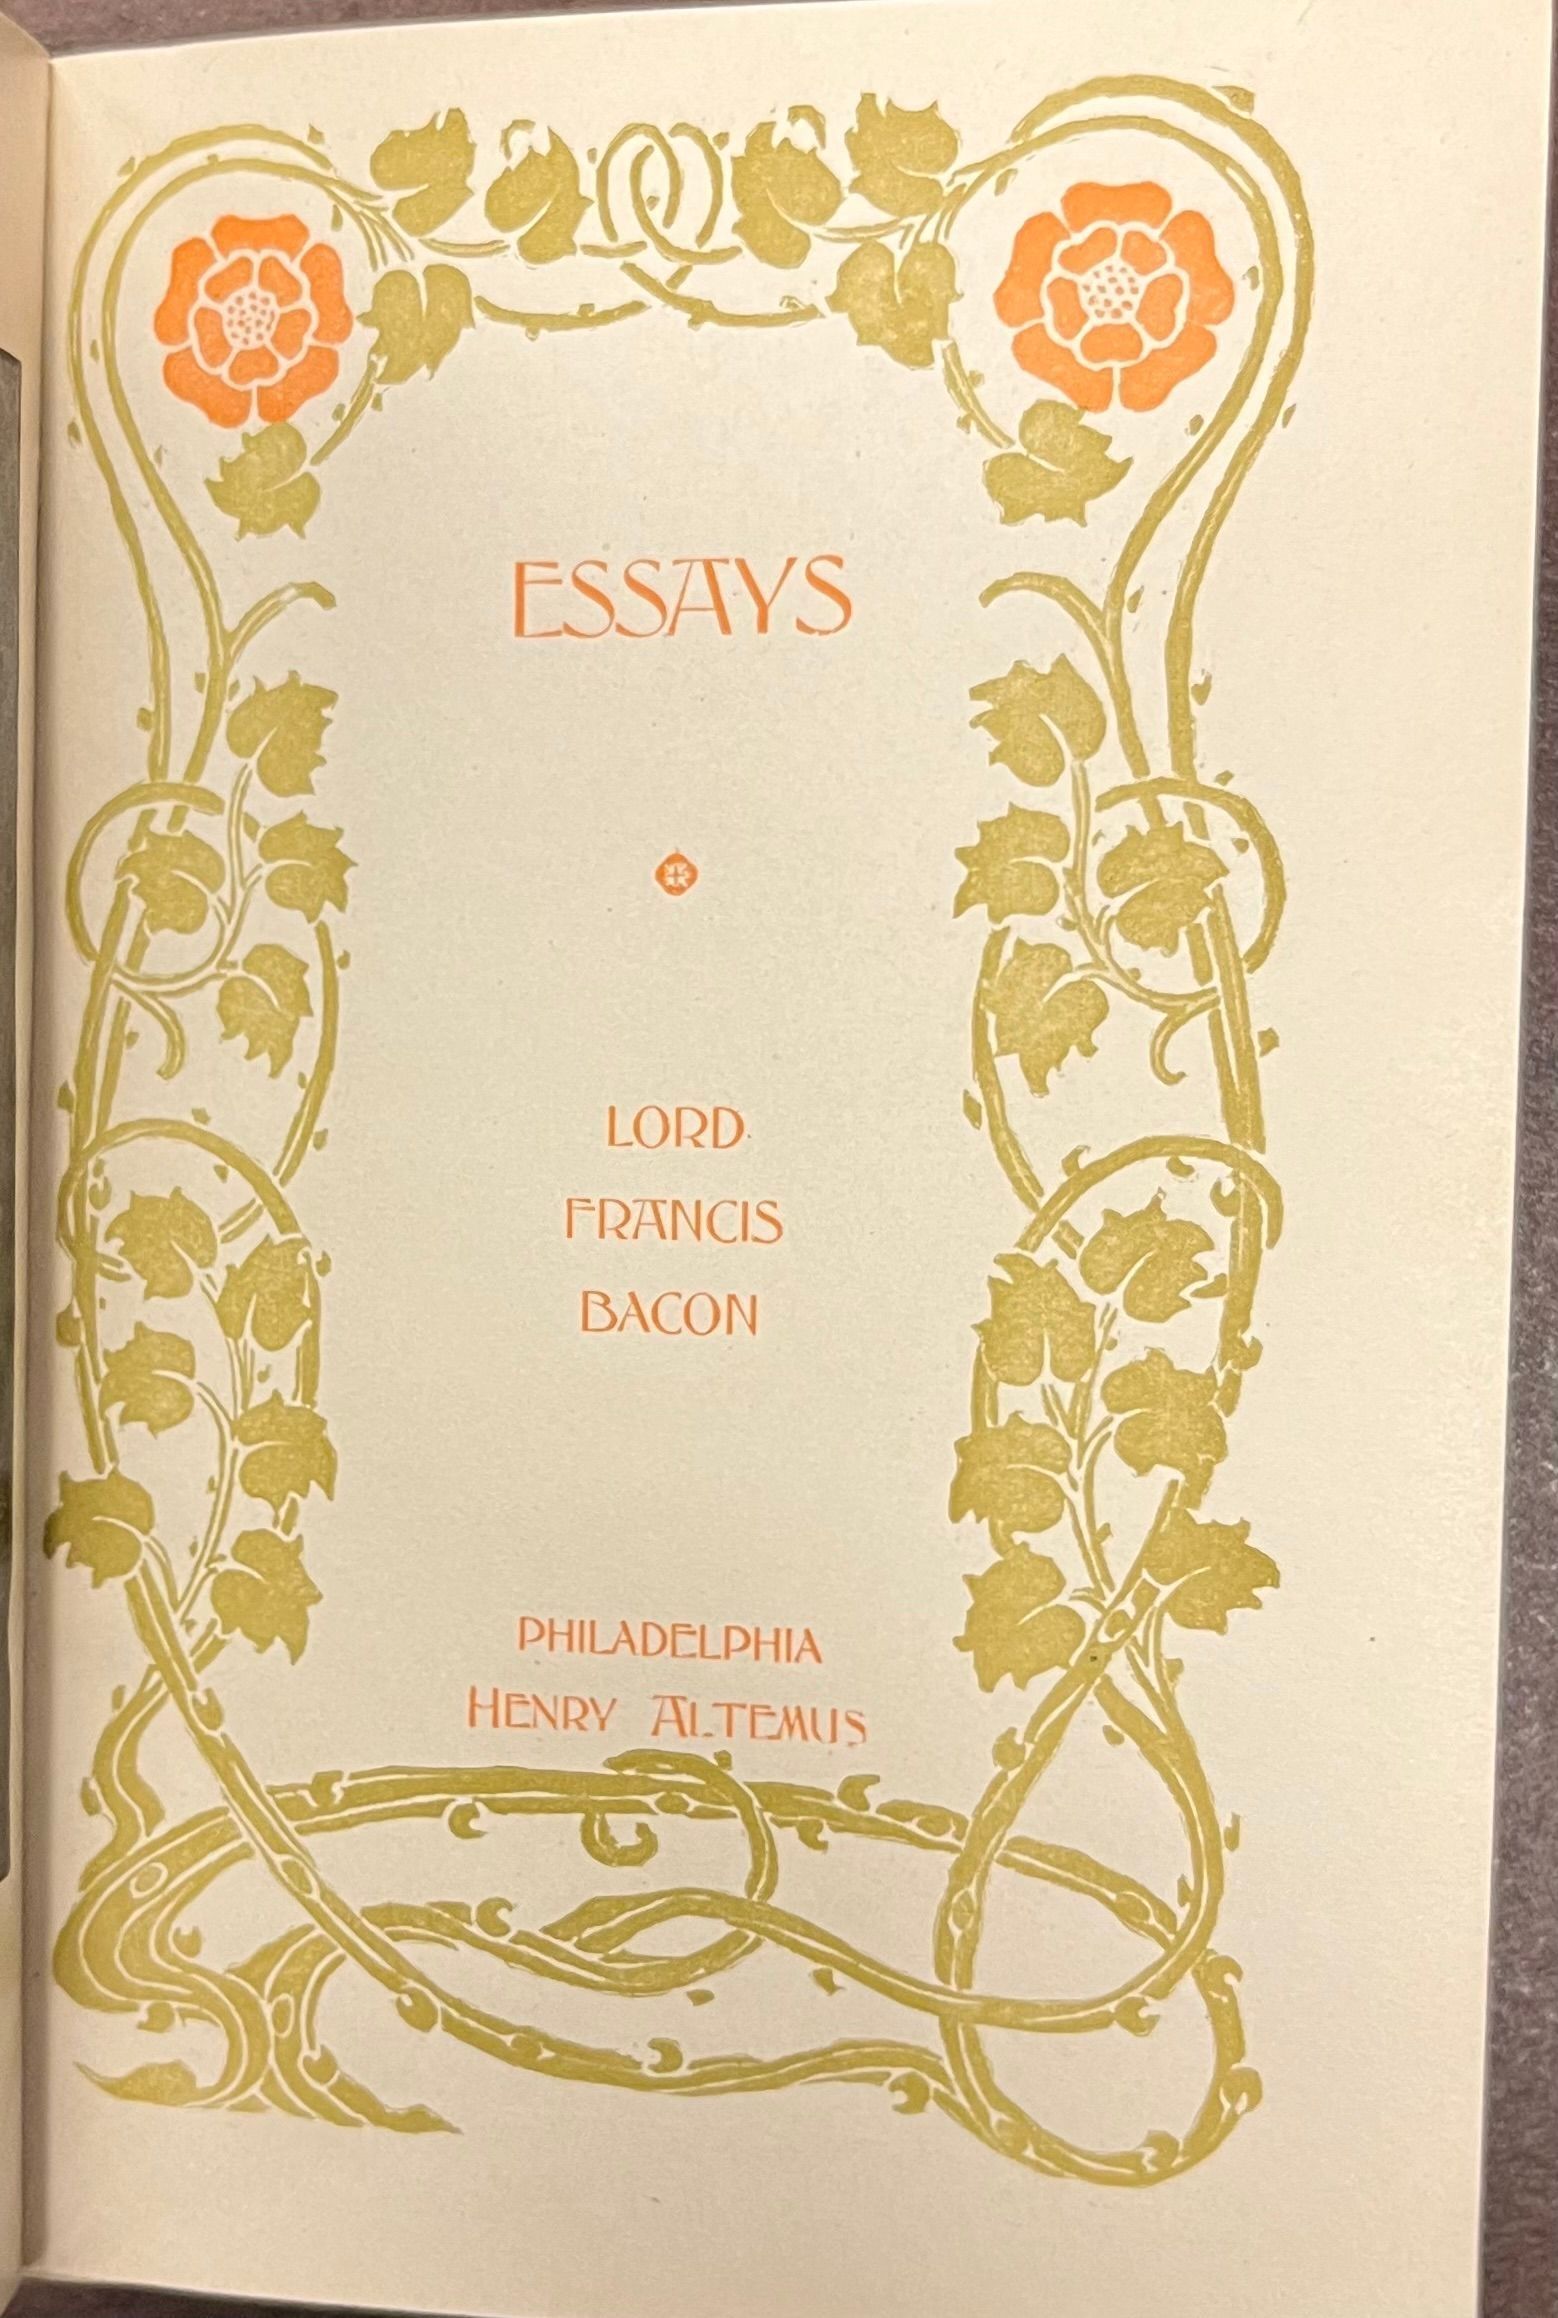 ESSAYS
LORD
FRANCIS
BACON
PHILADELPHIA
HENRY ALTEMUS